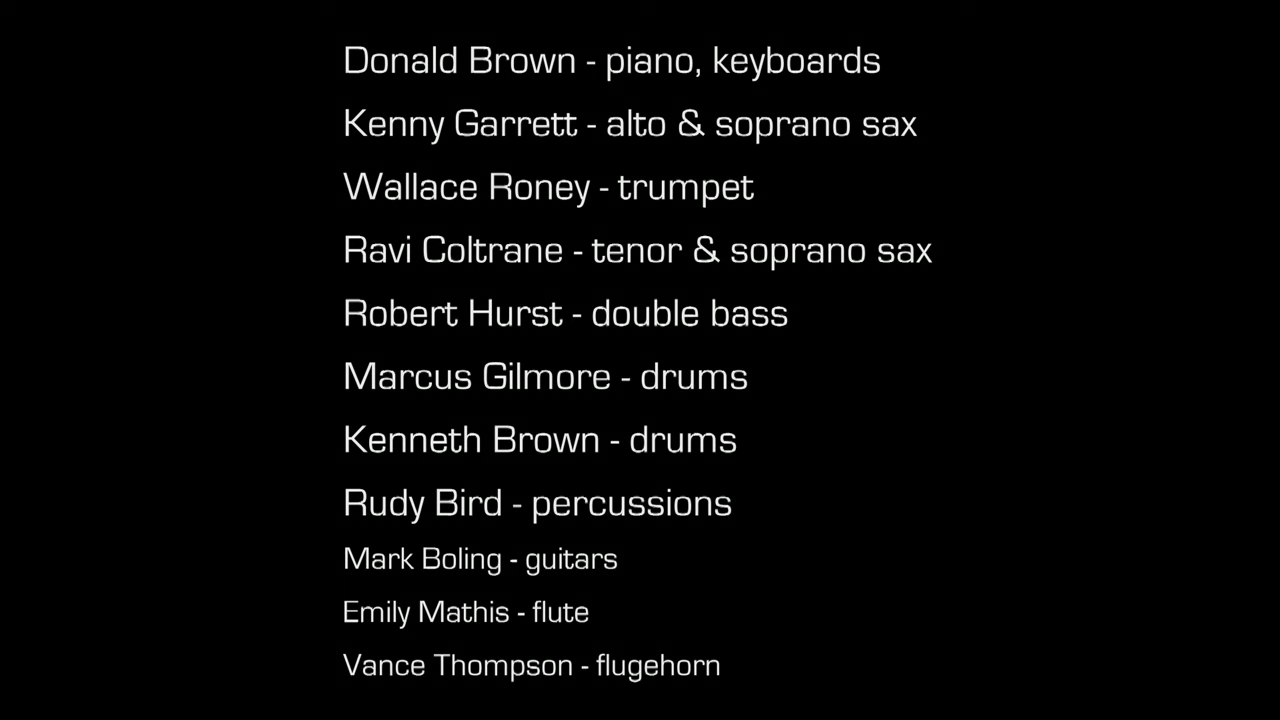 Donald Brown - piano, keyboards
Kenny Garrett - alto & soprano sax
Wallace Roney - trumpet
Ravi Coltrane - tenor & soprano sax
Robert Hurst - double bass
Marcus Gilmore - drums
Kenneth Brown - drums
Rudy Bird - percussions
Mark Boling - guitars
Emily Mathis - flute
Vance Thompson - flugehorn